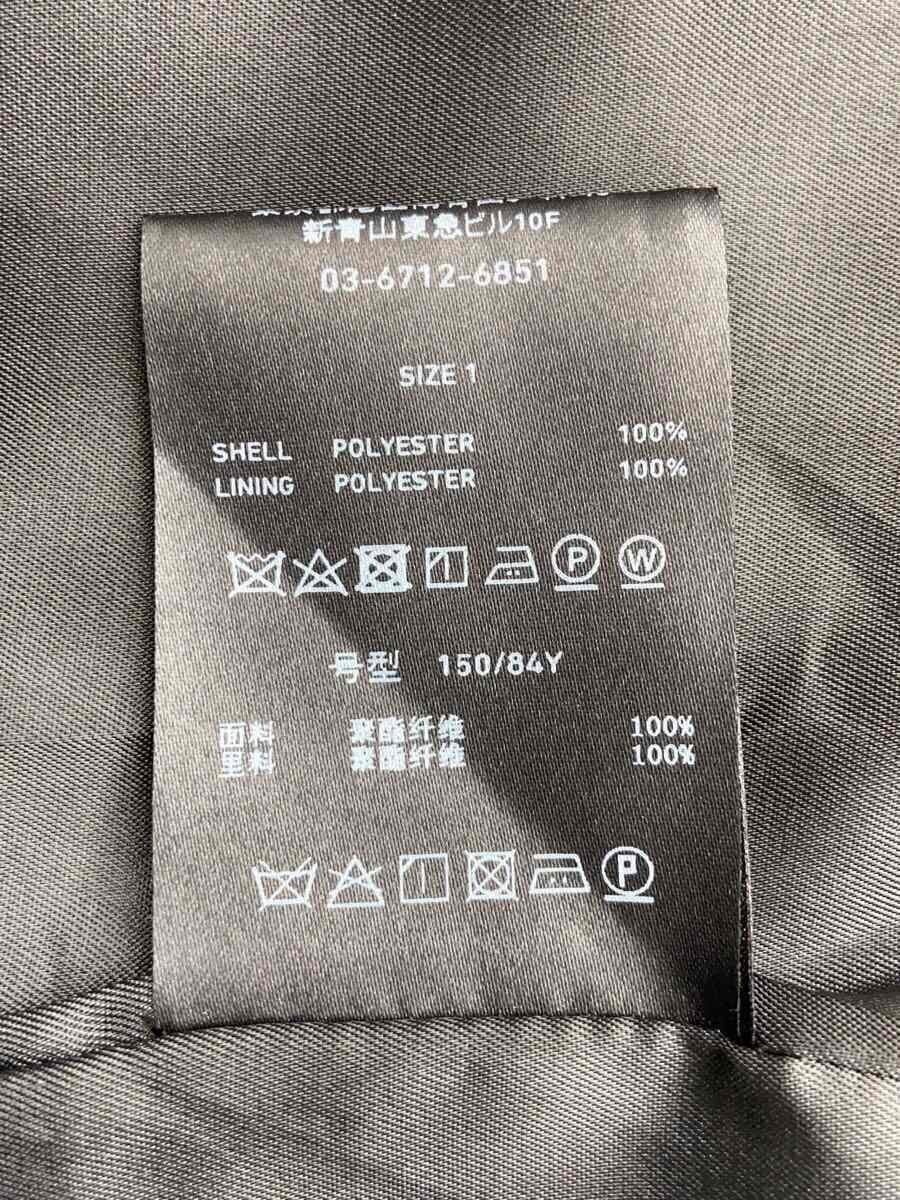 新青山東急ビル10F
03-6712-6851
SIZE 1
SHELL POLYESTER 100%
LINING POLYESTER 100%
P W
号型 150/84Y
面料 聚酯纤维 100%
里料 聚酯纤维 100%
P